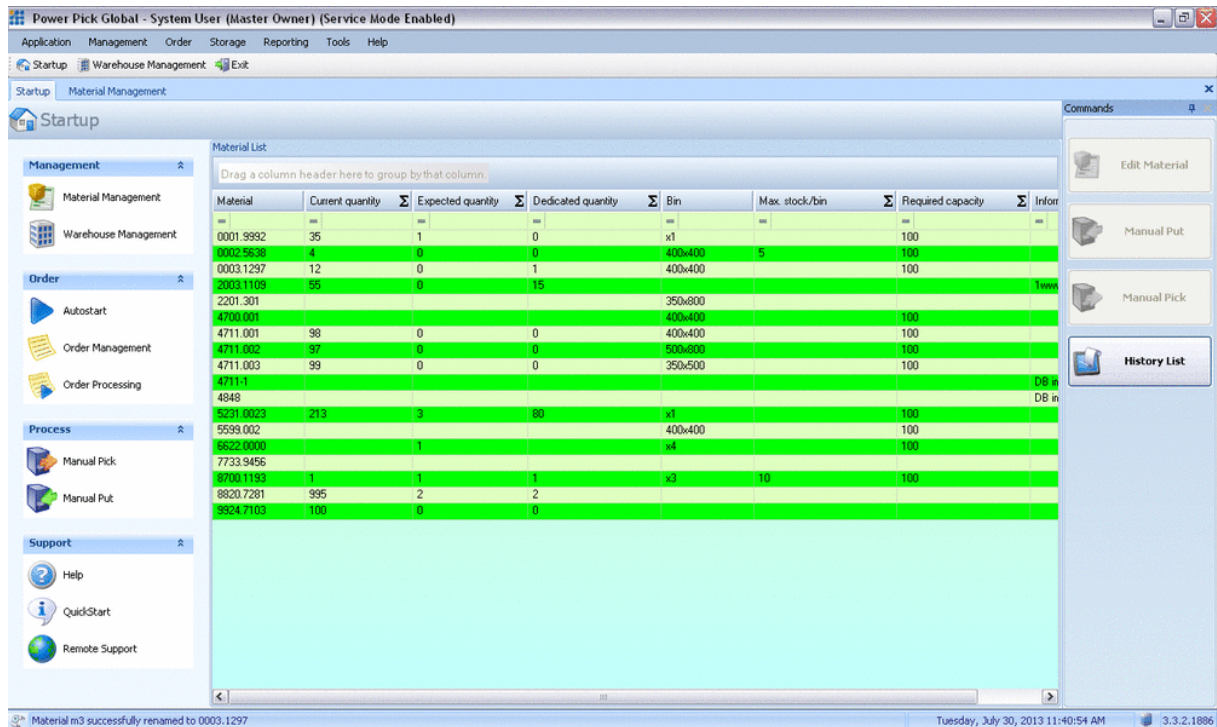 Power Pick Global - System User (Master Owner) (Service Mode Enabled)
Application Management Order Storage Reporting Tools Help
Startup Warehouse Management Exit
Startup Material Management
Startup
Commands
Management
Material Management
Warehouse Management
Order
Autostart
Order Management
Order Processing
Process
Manual Pick
Manual Put
Support
Help
QuickStart
Remote Support
Material List
Drag a column header here to group by that column.
Material Current quantity Σ Expected quantity Σ Dedicated quantity Σ Bin Max. stock/bin Σ Required capacity Σ Inform
= = = = = = = =
0001.9992 35 1 0 x1 100
0002.5638 4 0 0 400x400 5 100
0003.1297 12 0 1 400x400 100
2003.1109 55 0 15 1www
2201.301 350x800
4700.001 400x400 100
4711.001 98 0 0 400x400 100
4711.002 97 0 0 500x800 100
4711.003 99 0 0 350x500 100
4711-1 DB in
4848 DB in
5231.0023 213 3 80 x1 100
5599.002 400x400 100
6622.0000 1 x4 100
7733.9456
8700.1193 1 1 1 x3 10 100
8820.7281 995 2 2
9924.7103 100 0 0
Edit Material
Manual Put
Manual Pick
History List
Material m3 successfully renamed to 0003.1297
Tuesday, July 30, 2013 11:40:54 AM 3.3.2.1886